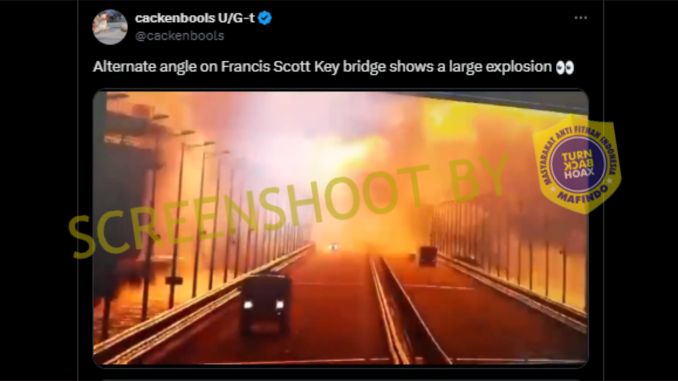 cackenbools U/G-t
@cackenbools
Alternate angle on Francis Scott Key bridge shows a large explosion 👀
SCREENSHOOT BY
MASYARAKAT ANTI FITNAH INDONESIA
TURN
BACK
HOAX
MAFINDO